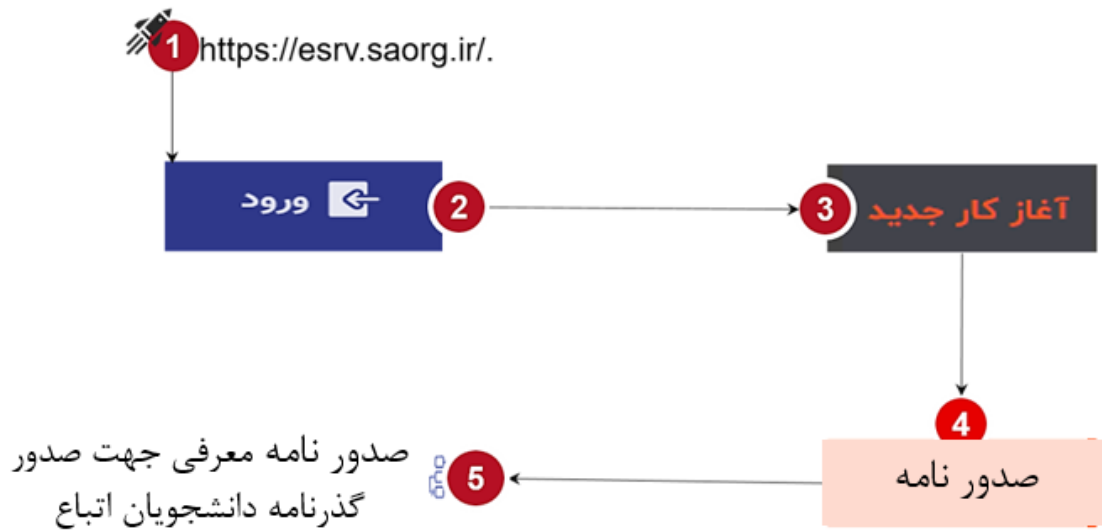 1 https://esrv.saorg.ir/.
ورود 2
3 آغاز کار جدید
4
صدور نامه
5 صدور نامه معرفی جهت صدور
گذرنامه دانشجویان اتباع